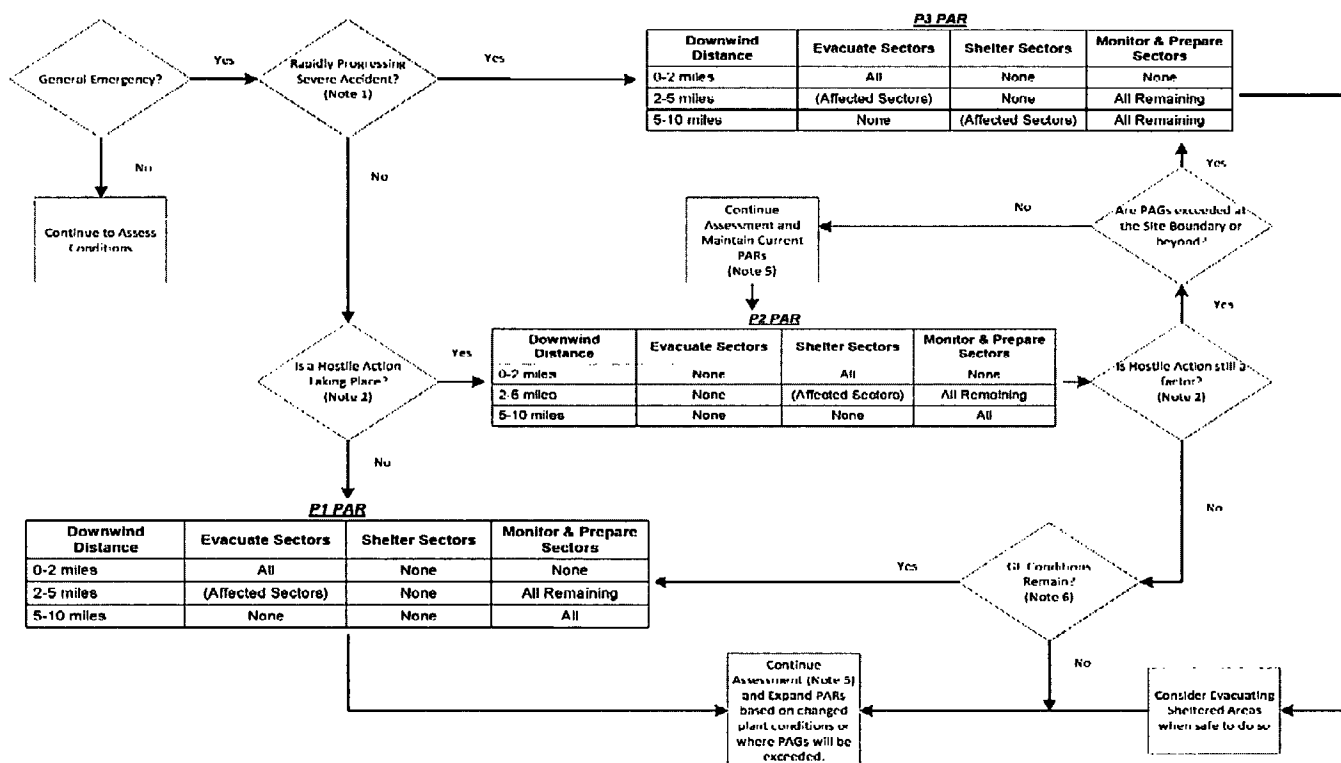 P3 PAR
Downwind Distance Evacuate Sectors Shelter Sectors Monitor & Prepare Sectors
0-2 miles All None None
2-5 miles (Affected Sectors) None All Remaining
5-10 miles None (Affected Sectors) All Remaining
General Emergency?
Yes
Rapidly Progressing
Severe Accident?
(Note 1)
Yes
No
Continue to Assess
Conditions
No
Yes
Are PAGs exceeded at
the Site Boundary or
beyond?
No
Continue
Assessment and
Maintain Current
PARs
(Note 5)
Yes
Is a Hostile Action
Taking Place?
(Note 2)
Yes
P2 PAR
Downwind Distance Evacuate Sectors Shelter Sectors Monitor & Prepare Sectors
0-2 miles None All None
2-5 miles None (Affected Sectors) All Remaining
5-10 miles None None All
Is Hostile Action still a
factor?
(Note 2)
No
No
P1 PAR
Downwind Distance Evacuate Sectors Shelter Sectors Monitor & Prepare Sectors
0-2 miles All None None
2-5 miles (Affected Sectors) None All Remaining
5-10 miles None None All
Yes
GE Conditions
Remain?
(Note 6)
No
Continue
Assessment (Note 5)
and Expand PARs
based on changed
plant conditions or
where PAGs will be
exceeded.
Consider Evacuating
Sheltered Areas
when safe to do so